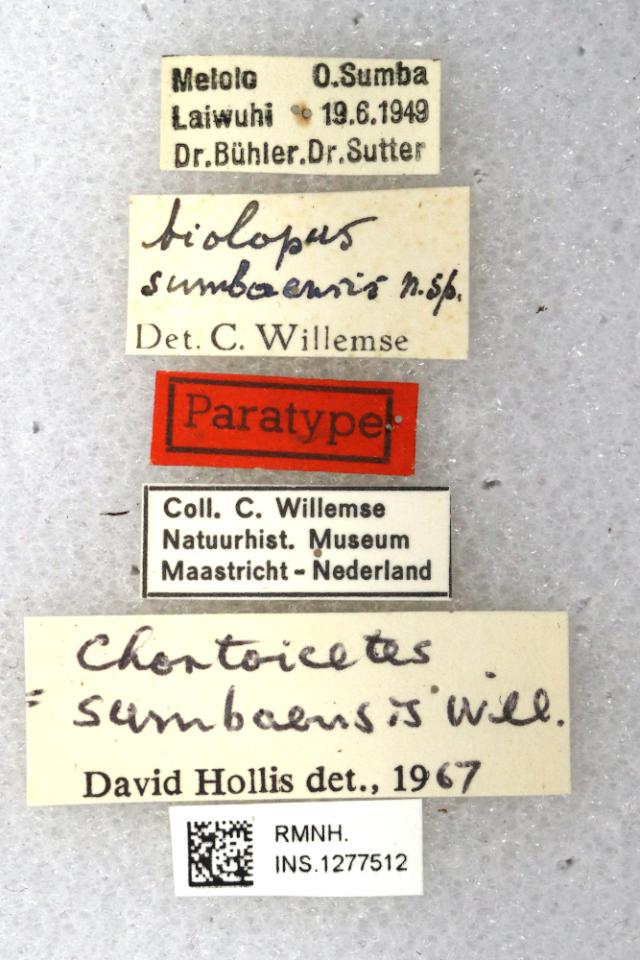 Melolo O.Sumba
Laiwuhi 19.6.1949
Dr.Bühler.Dr.Sutter
Aiolopus
sumbaensis n.sp.
Det. C. Willemse
Paratype
Coll. C. Willemse
Natuurhist. Museum
Maastricht - Nederland
Chortoicetes
= sumbaensis Will.
David Hollis det., 1967
RMNH.
INS.1277512